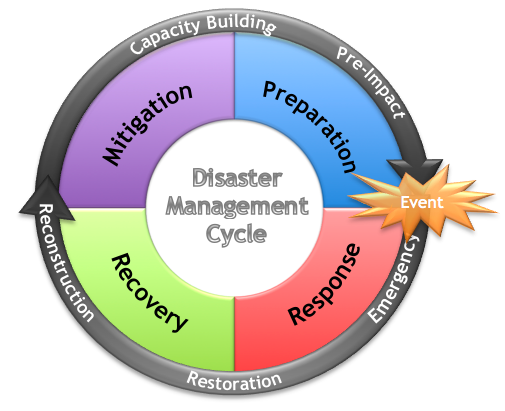 Capacity Building
Pre-Impact
Mitigation
Preparation
Disaster
Management
Cycle
Event
Reconstruction
Recovery
Response
Emergency
Restoration